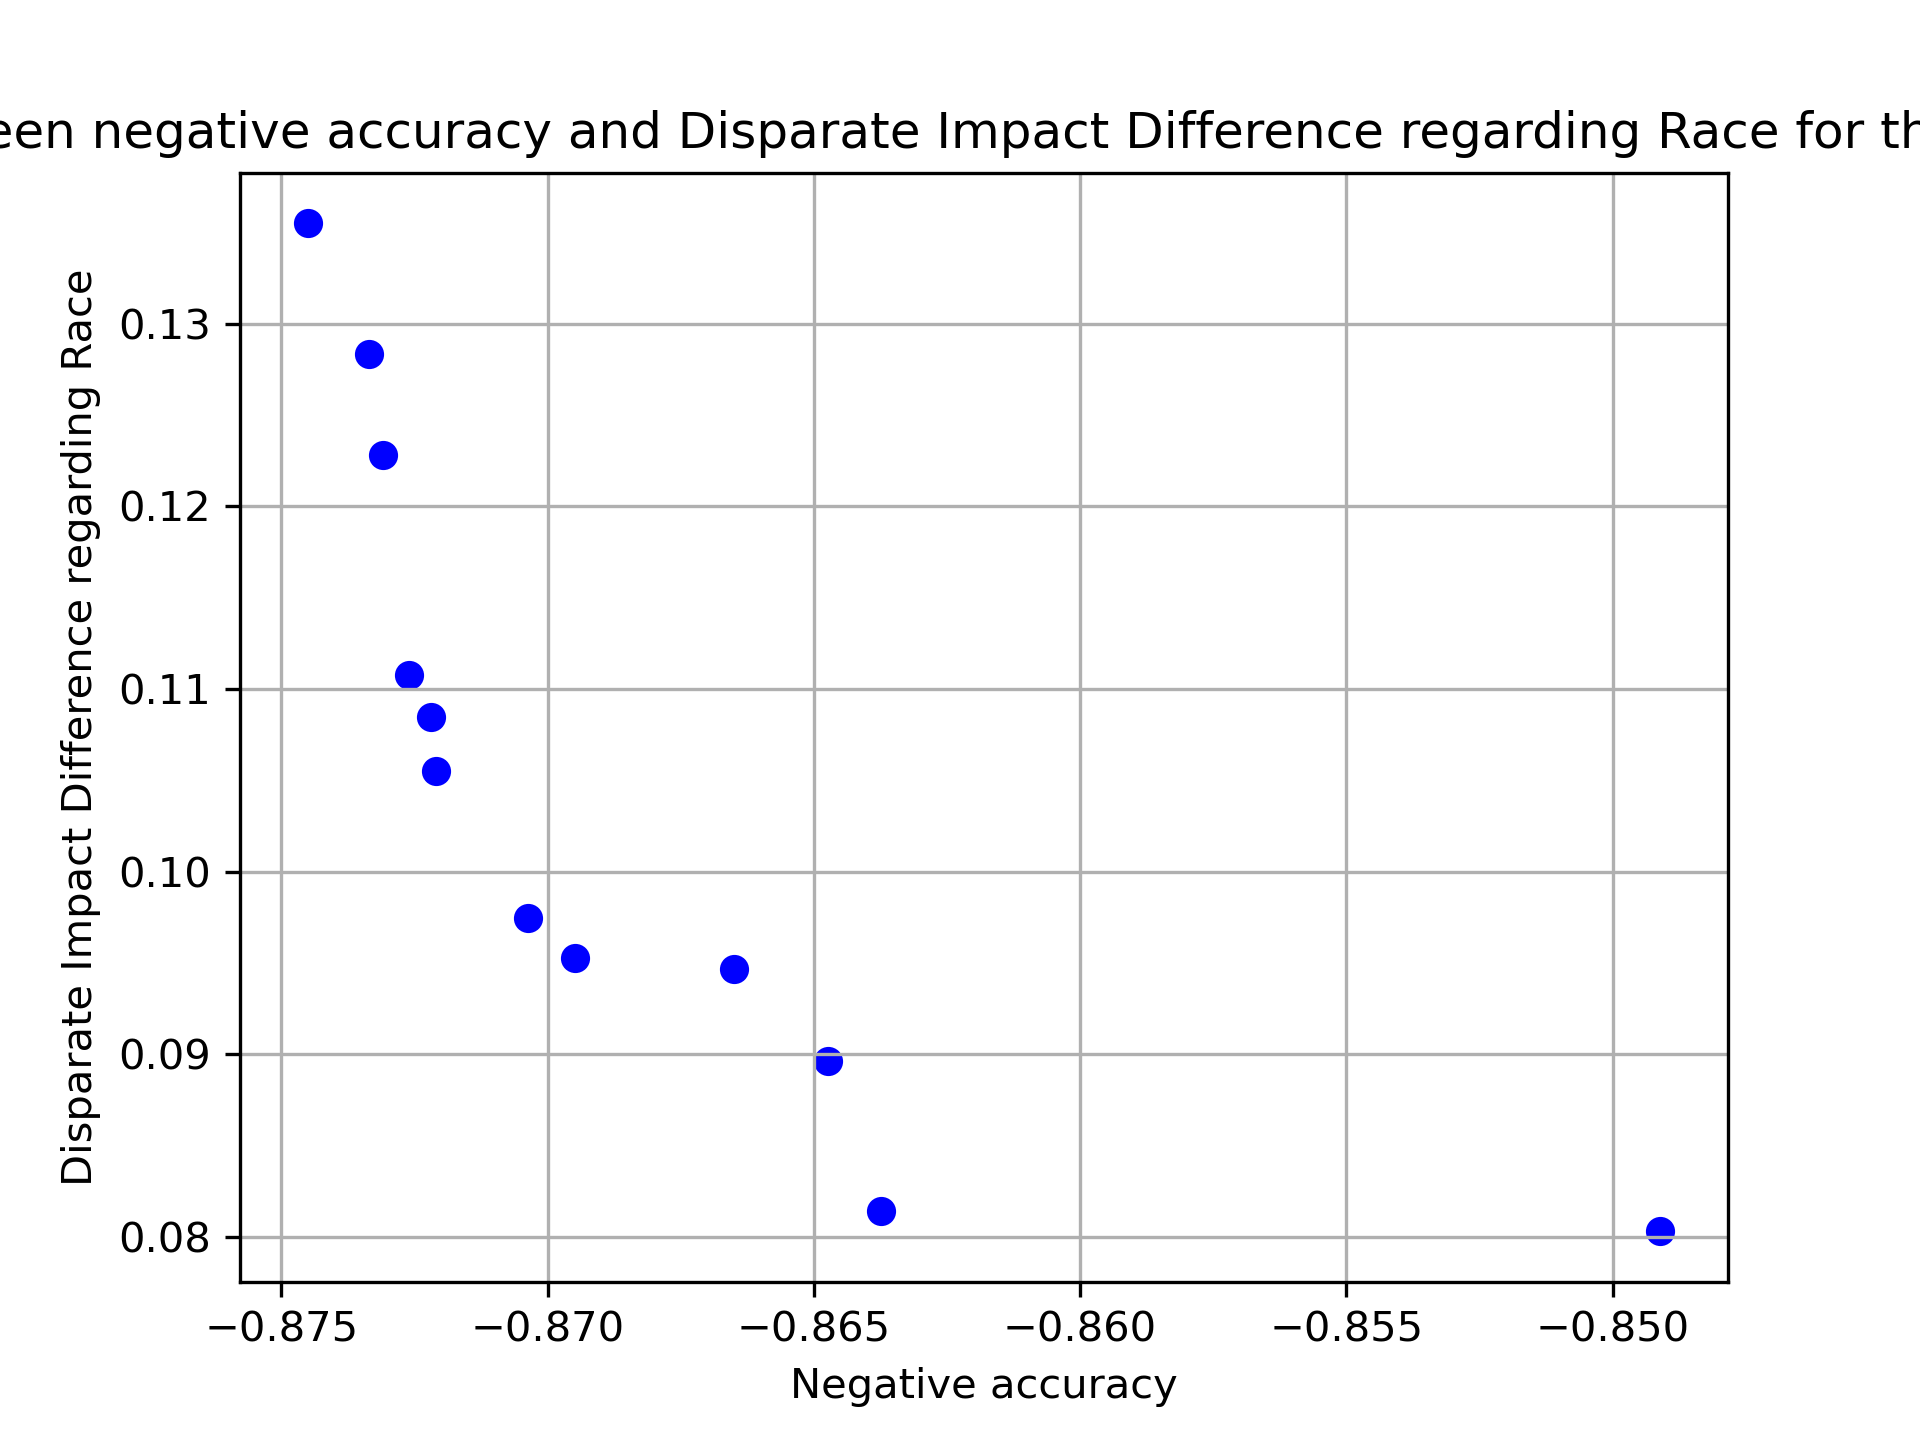 negative accuracy and Disparate Impact Difference regarding Race for
Disparate Impact Difference regarding Race
0.13
0.12
0.11
0.10
0.09
0.08
−0.875 −0.870 −0.865 −0.860 −0.855 −0.850
Negative accuracy